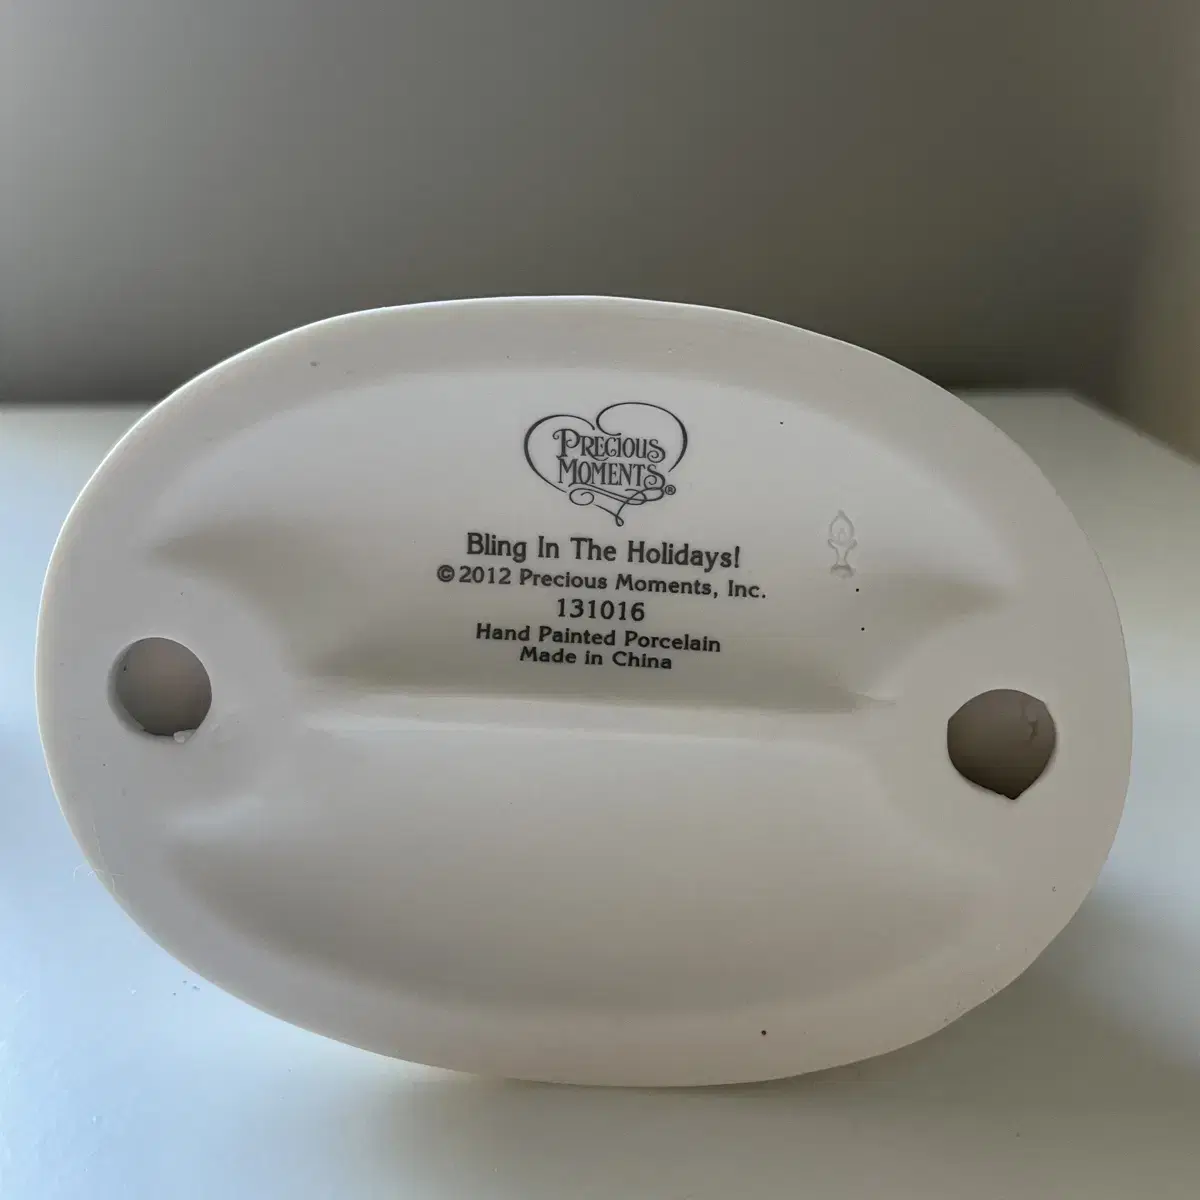 PRECIOUS
MOMENTS®
Bling In The Holidays!
©2012 Precious Moments, Inc.
131016
Hand Painted Porcelain
Made in China